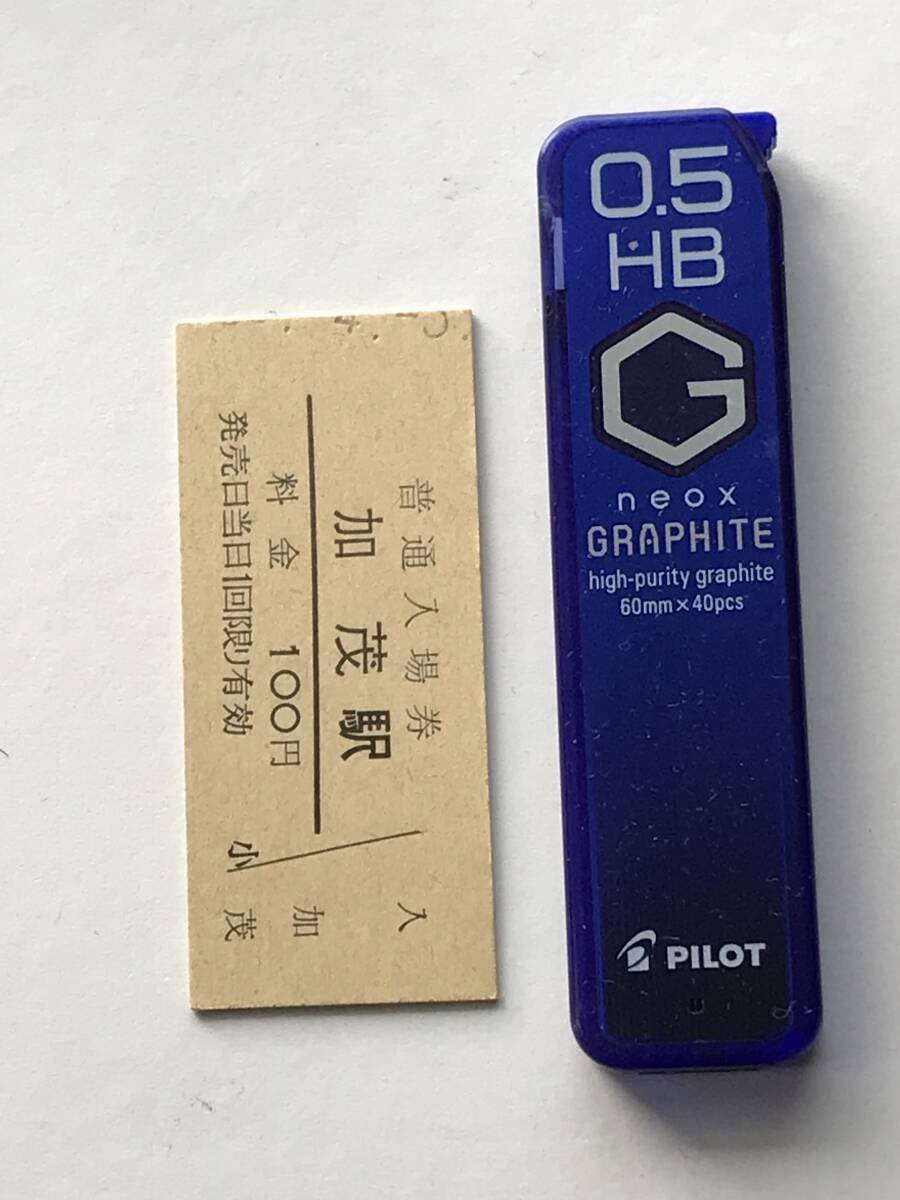 普通入場券
加茂駅
料金 100円
発売日当日1回限り有効
小
入
加
茂
0.5
HB
G
neox
GRAPHITE
high-purity graphite
60mm×40pcs
PILOT